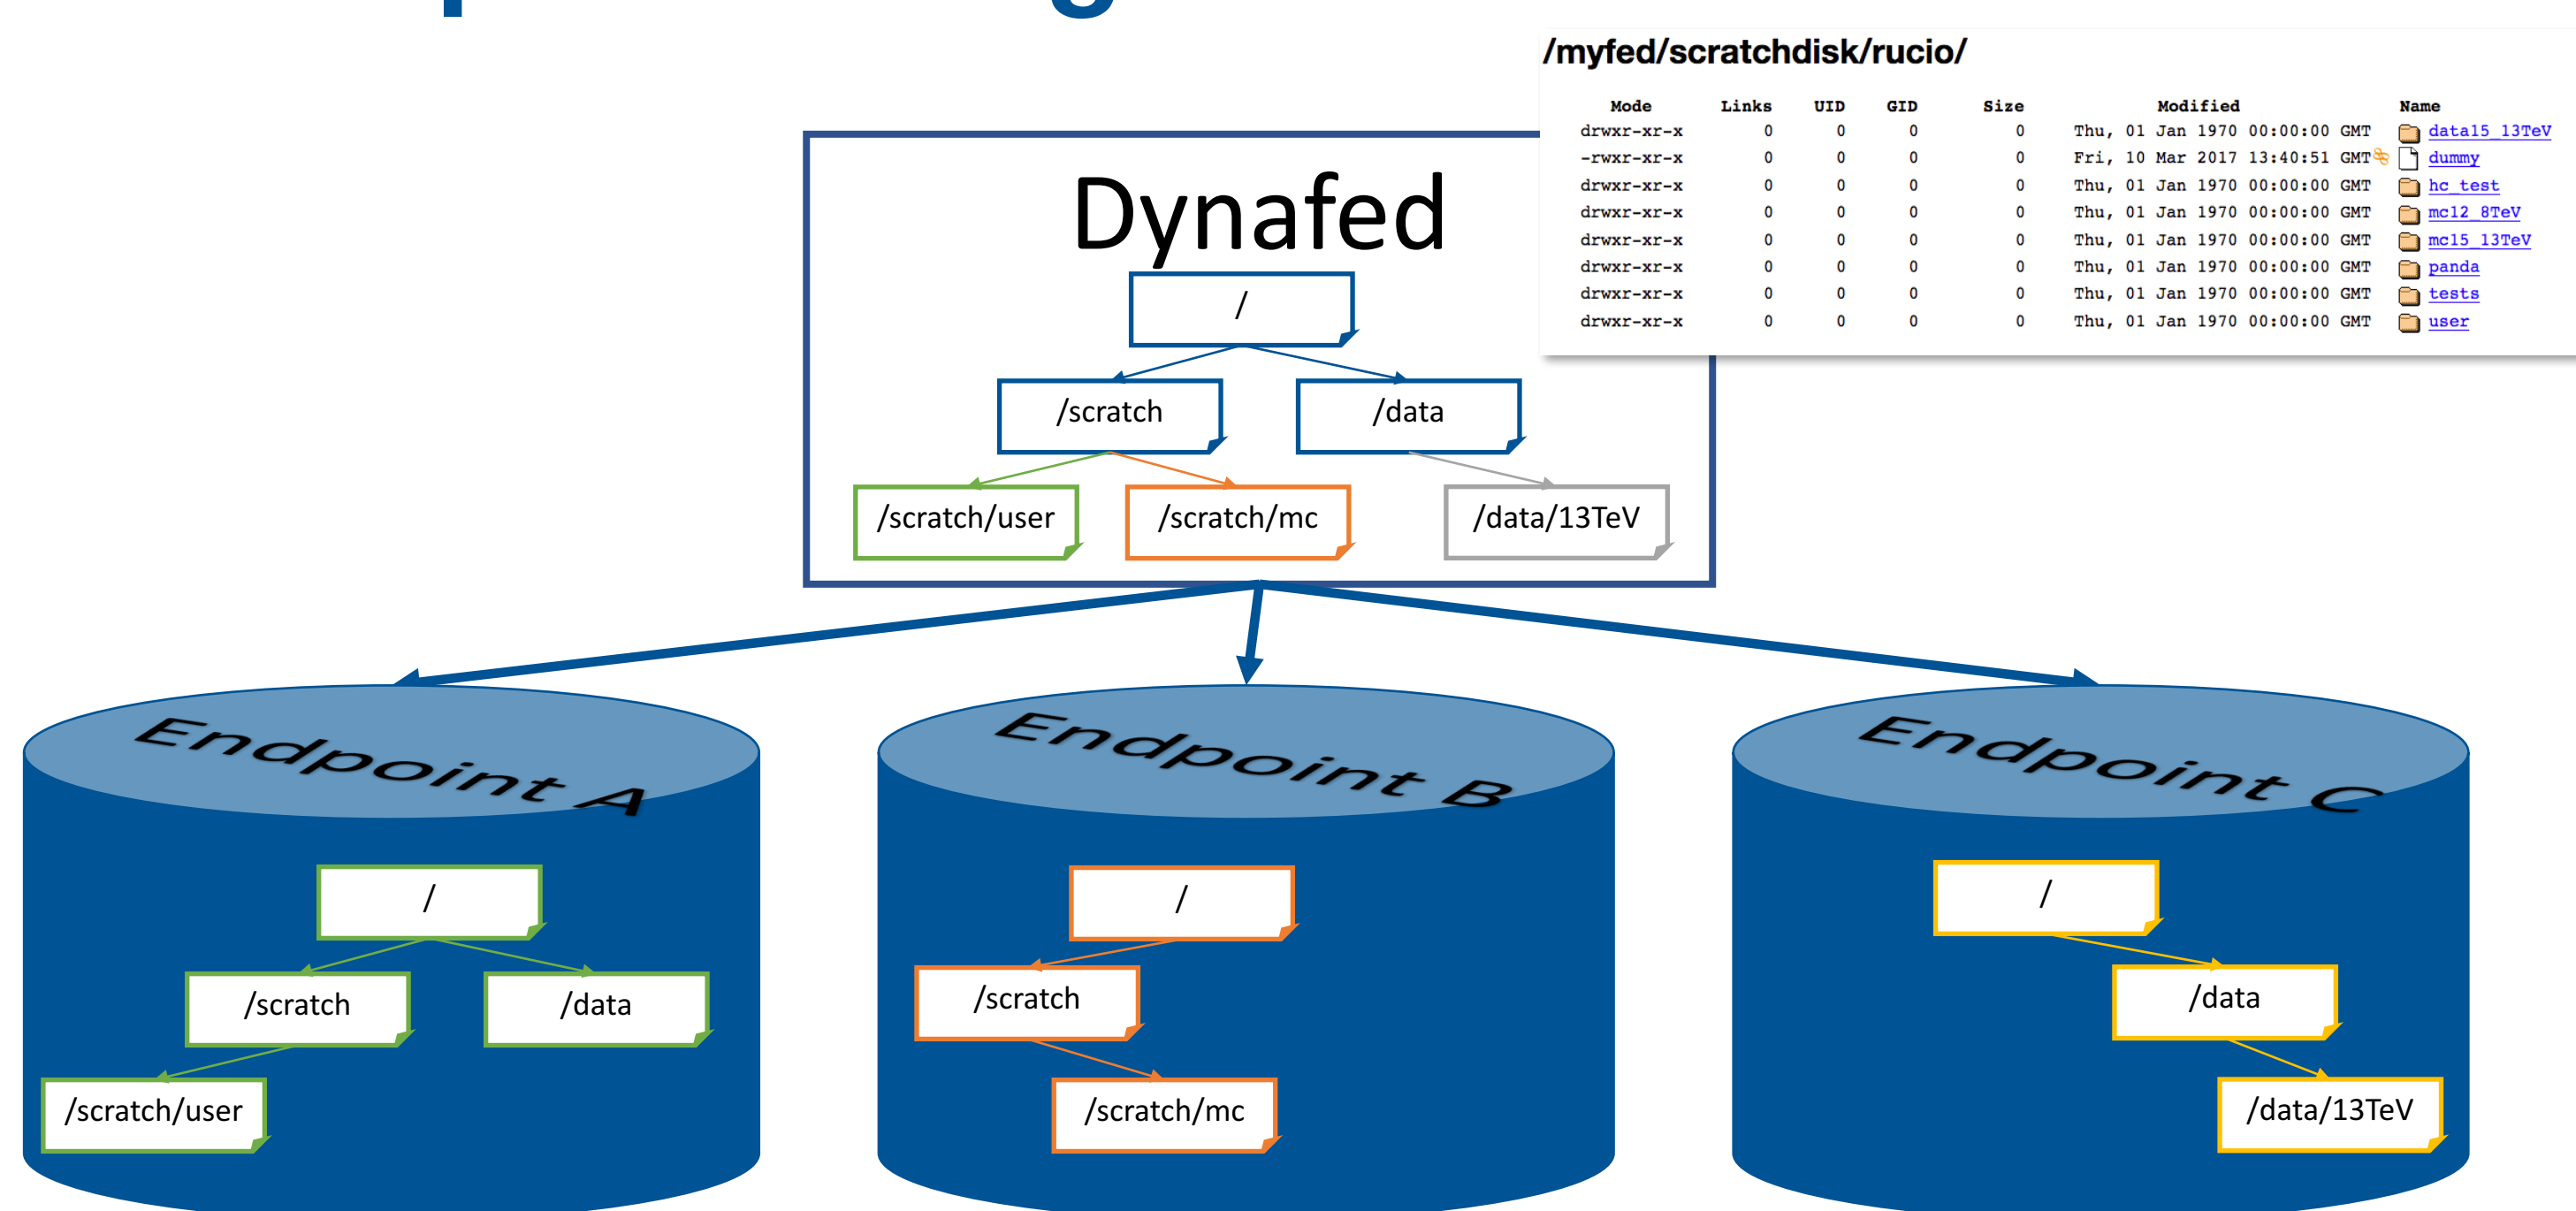 /myfed/scratchdisk/rucio/
Mode Links UID GID Size Modified Name
drwxr-xr-x 0 0 0 0 Thu, 01 Jan 1970 00:00:00 GMT data15_13TeV
-rwxr-xr-x 0 0 0 0 Fri, 10 Mar 2017 13:40:51 GMT dummy
drwxr-xr-x 0 0 0 0 Thu, 01 Jan 1970 00:00:00 GMT hc_test
drwxr-xr-x 0 0 0 0 Thu, 01 Jan 1970 00:00:00 GMT mc12_8TeV
drwxr-xr-x 0 0 0 0 Thu, 01 Jan 1970 00:00:00 GMT mc15_13TeV
drwxr-xr-x 0 0 0 0 Thu, 01 Jan 1970 00:00:00 GMT panda
drwxr-xr-x 0 0 0 0 Thu, 01 Jan 1970 00:00:00 GMT tests
drwxr-xr-x 0 0 0 0 Thu, 01 Jan 1970 00:00:00 GMT user
Dynafed
/
/scratch /data
/scratch/user /scratch/mc /data/13TeV
Endpoint A
/
/scratch /data
/scratch/user
Endpoint B
/
/scratch
/scratch/mc
Endpoint C
/
/data
/data/13TeV